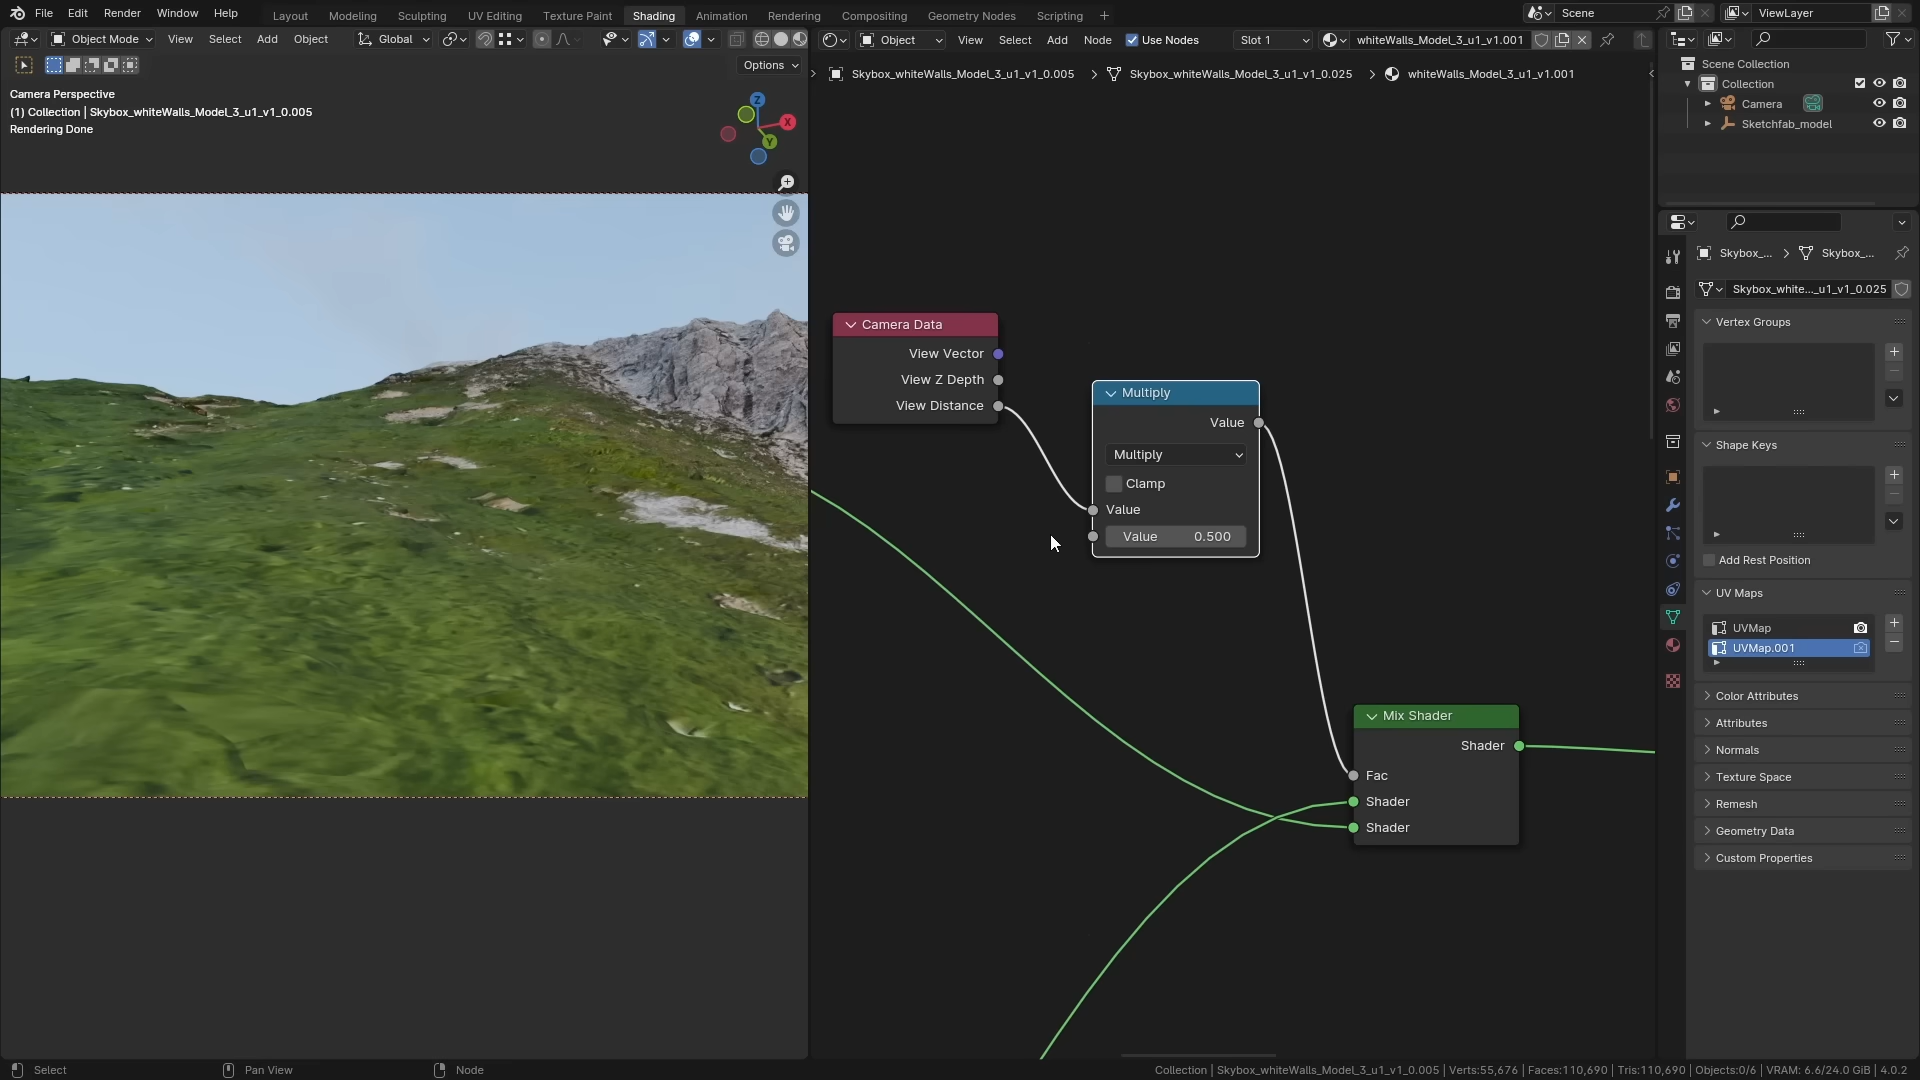 File Edit Render Window Help
Layout Modeling Sculpting UV Editing Texture Paint Shading Animation Rendering Compositing Geometry Nodes Scripting +
Scene
ViewLayer
Object Mode View Select Add Object Global
Object View Select Add Node Use Nodes Slot 1 whiteWalls_Model_3_u1_v1.001
Options
Skybox_whiteWalls_Model_3_u1_v1_0.005 > Skybox_whiteWalls_Model_3_u1_v1_0.025 > whiteWalls_Model_3_u1_v1.001
Camera Perspective
(1) Collection | Skybox_whiteWalls_Model_3_u1_v1_0.005
Rendering Done
Z
X
Y
Camera Data
View Vector
View Z Depth
View Distance
Multiply
Value
Multiply
Clamp
Value
Value 0.500
Mix Shader
Shader
Fac
Shader
Shader
Scene Collection
Collection
Camera
Sketchfab_model
Skybox_... > Skybox_...
Skybox_white..._u1_v1_0.025
Vertex Groups
Shape Keys
Add Rest Position
UV Maps
UVMap
UVMap.001
Color Attributes
Attributes
Normals
Texture Space
Remesh
Geometry Data
Custom Properties
Select Pan View Node
Collection | Skybox_whiteWalls_Model_3_u1_v1_0.005 | Verts:55,676 | Faces:110,690 | Tris:110,690 | Objects:0/6 | VRAM: 6.6/24.0 GiB | 4.0.2